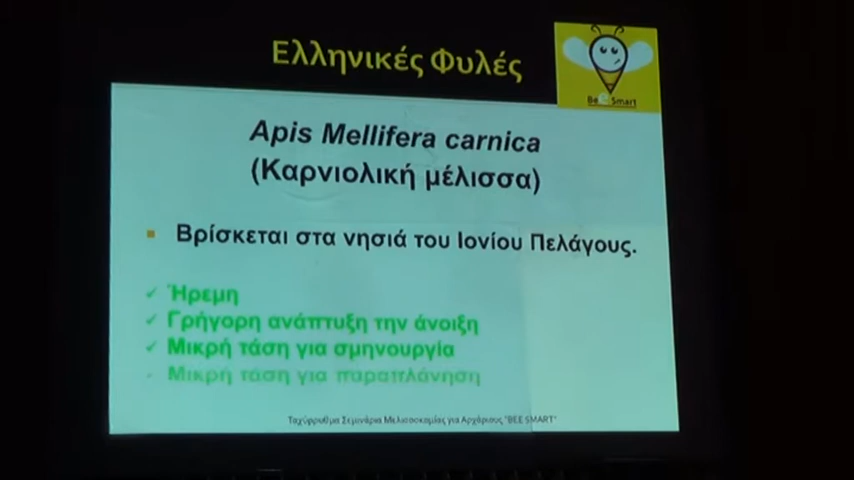 Ελληνικές Φυλές
Bee Smart
Apis Mellifera carnica
(Καρνιολική μέλισσα)
Βρίσκεται στα νησιά του Ιονίου Πελάγους.
Ήρεμη
Γρήγορη ανάπτυξη την άνοιξη
Μικρή τάση για σμηνουργία
Μικρή τάση για παραπλάνηση
Ταχύρρυθμα Σεμινάρια Μελισσοκομίας για Αρχάριους "BEE SMART"